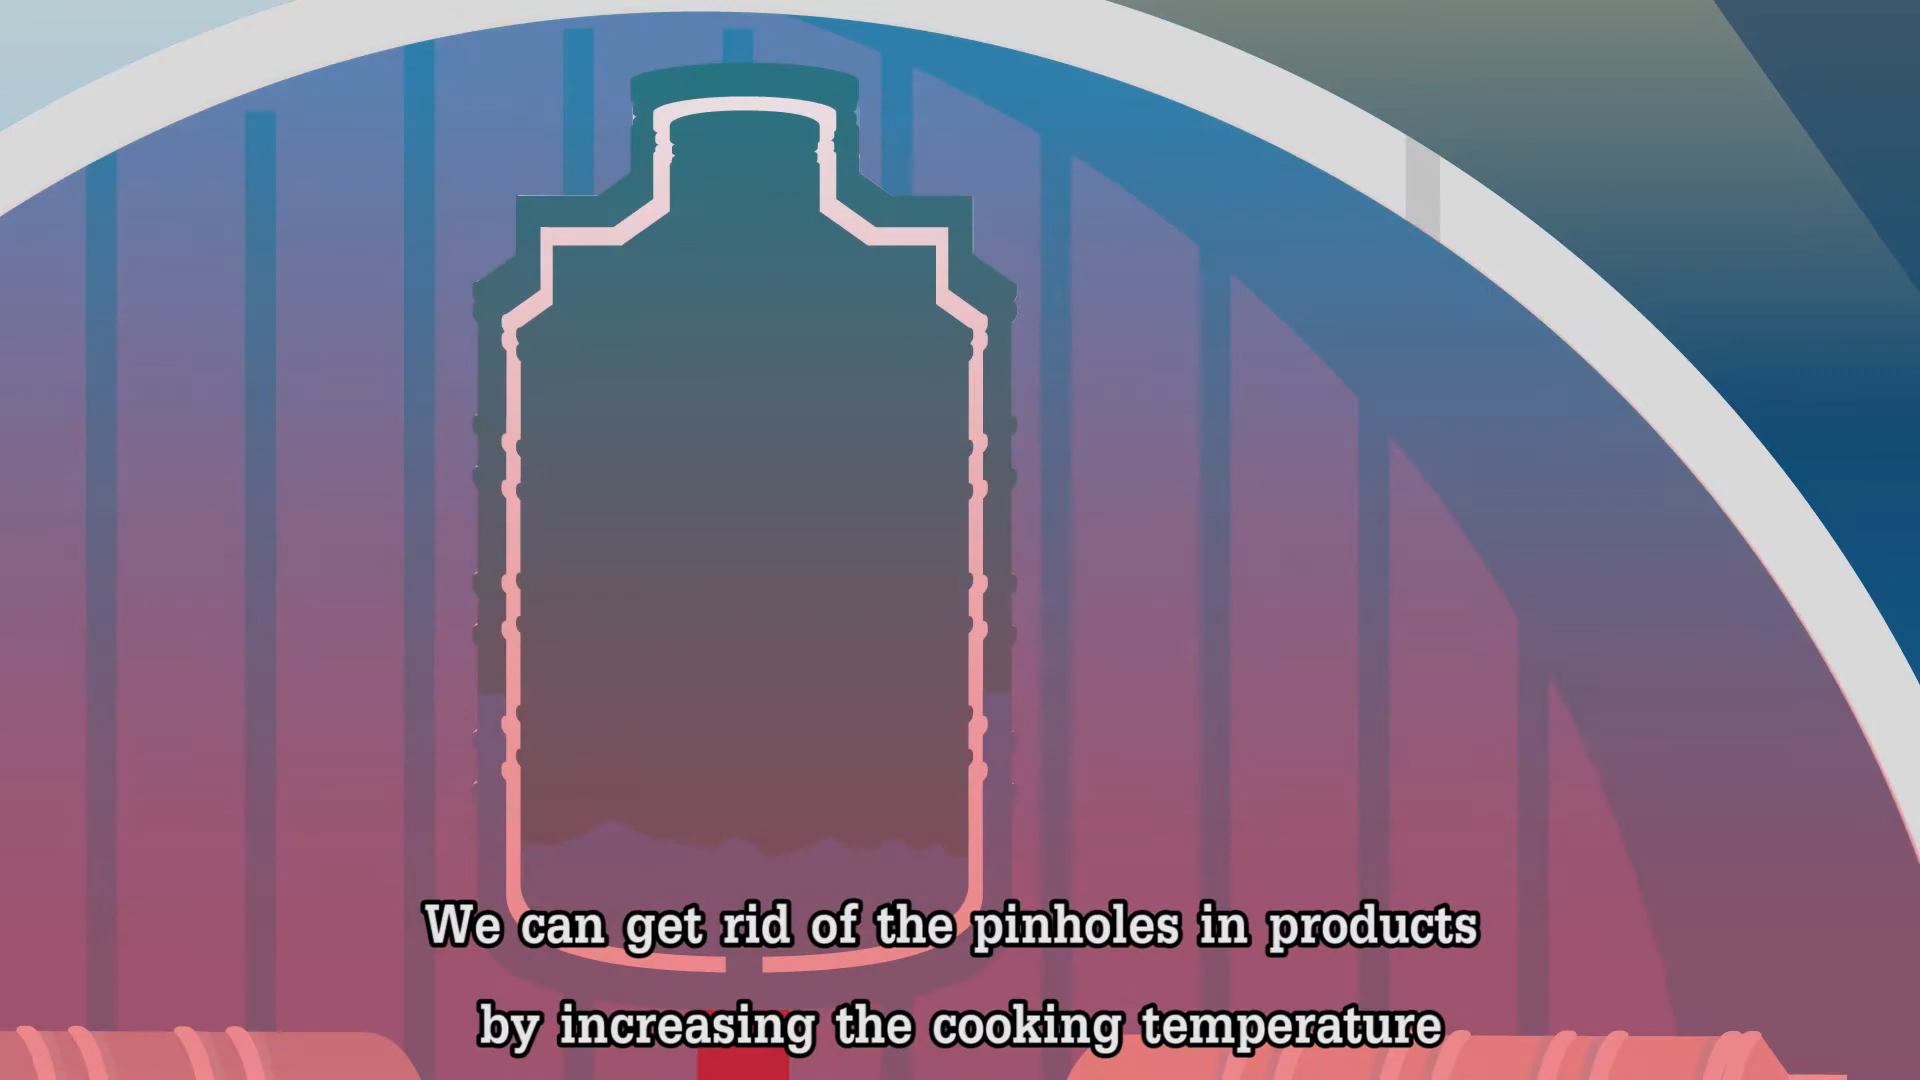 We can get rid of the pinholes in products
by increasing the cooking temperature